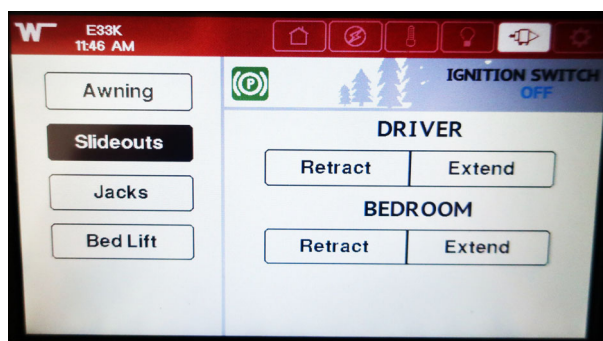 W
E33K
11:46 AM
Awning
Slideouts
Jacks
Bed Lift
P
IGNITION SWITCH
OFF
DRIVER
Retract Extend
BEDROOM
Retract Extend